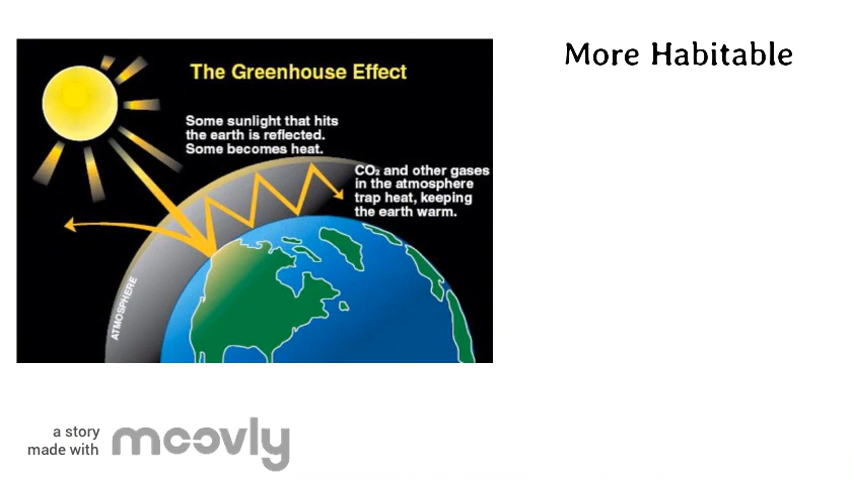 More Habitable
The Greenhouse Effect
Some sunlight that hits
the earth is reflected.
Some becomes heat.
CO₂ and other gases
in the atmosphere
trap heat, keeping
the earth warm.
ATMOSPHERE
a story
made with
moovly